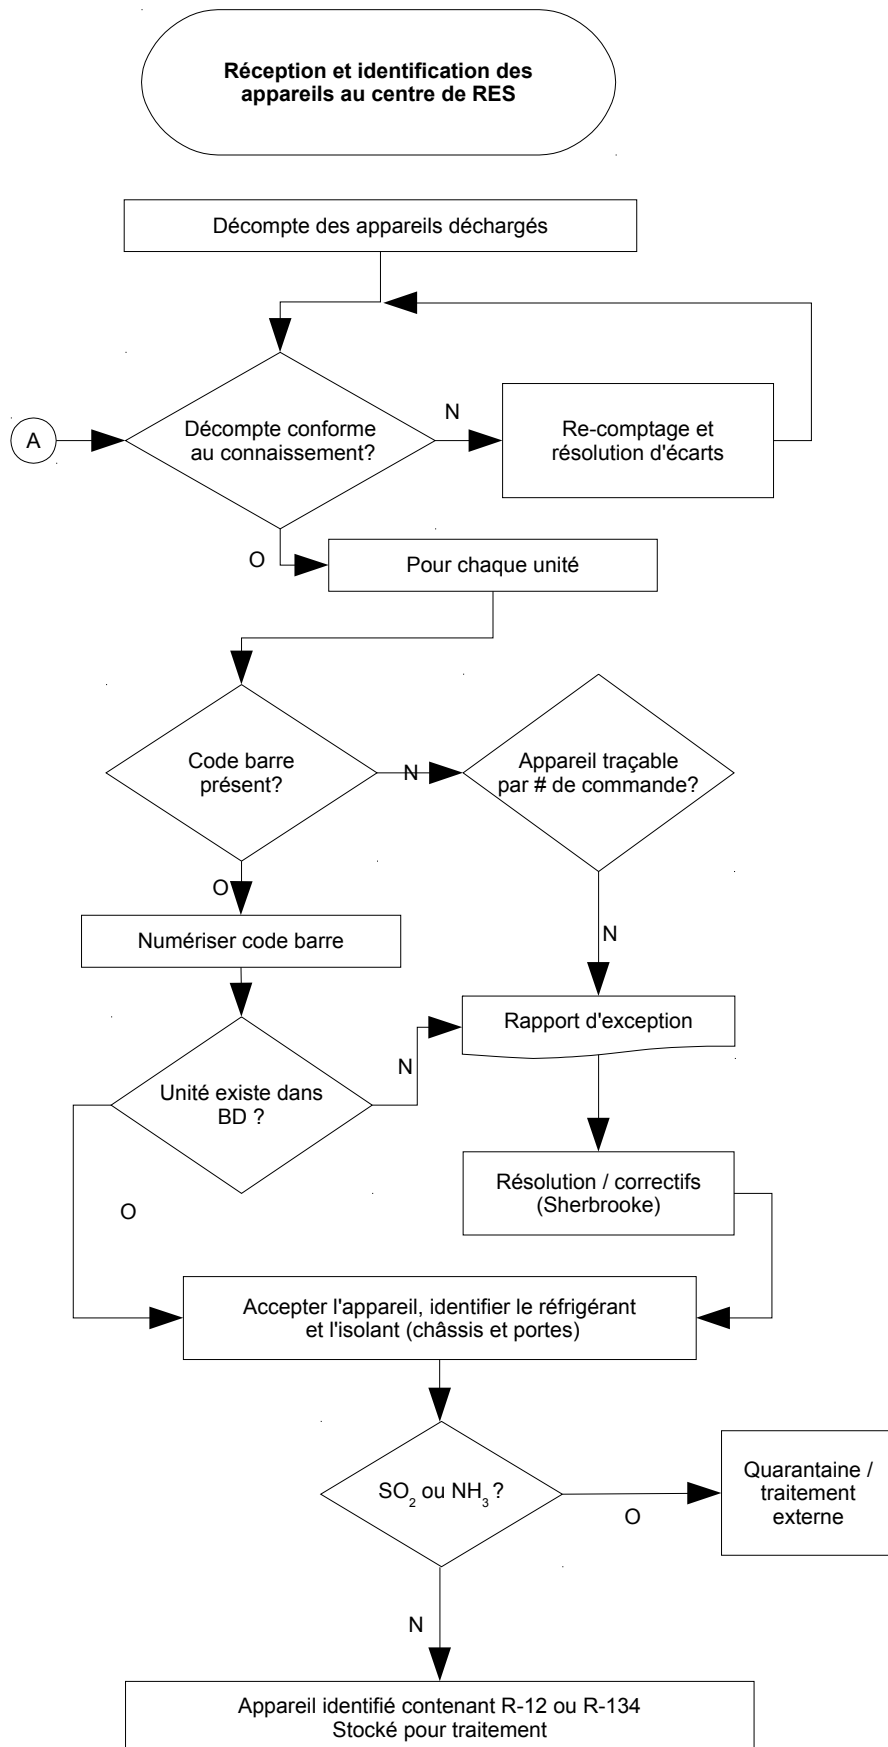 Réception et identification des
appareils au centre de RES
Décompte des appareils déchargés
A
Décompte conforme
au connaissement?
N
Re-comptage et
résolution d'écarts
O
Pour chaque unité
Code barre
présent?
N
Appareil traçable
par # de commande?
O
Numériser code barre
N
Rapport d'exception
Unité existe dans
BD ?
N
Résolution / correctifs
(Sherbrooke)
O
Accepter l'appareil, identifier le réfrigérant
et l'isolant (châssis et portes)
SO₂ ou NH₃ ?
O
Quarantaine /
traitement
externe
N
Appareil identifié contenant R-12 ou R-134
Stocké pour traitement